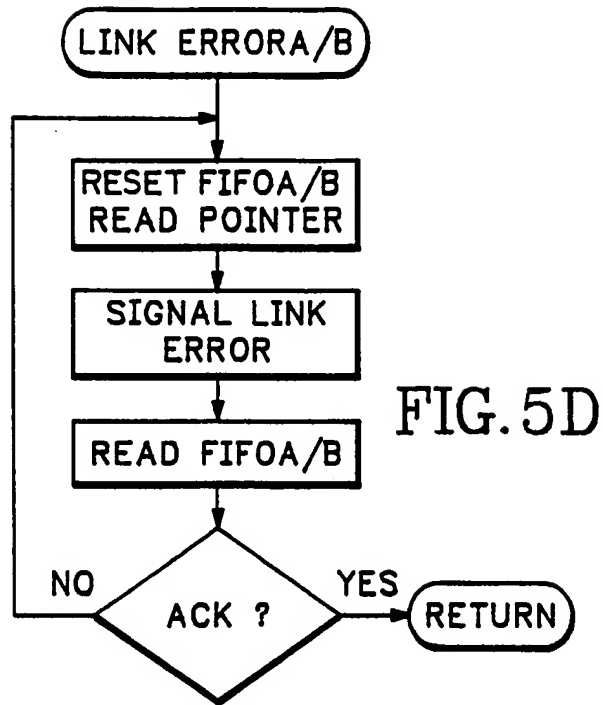 LINK ERRORA/B
RESET FIFOA/B
READ POINTER
SIGNAL LINK
ERROR
READ FIFOA/B
FIG. 5D
NO
ACK ?
YES
RETURN